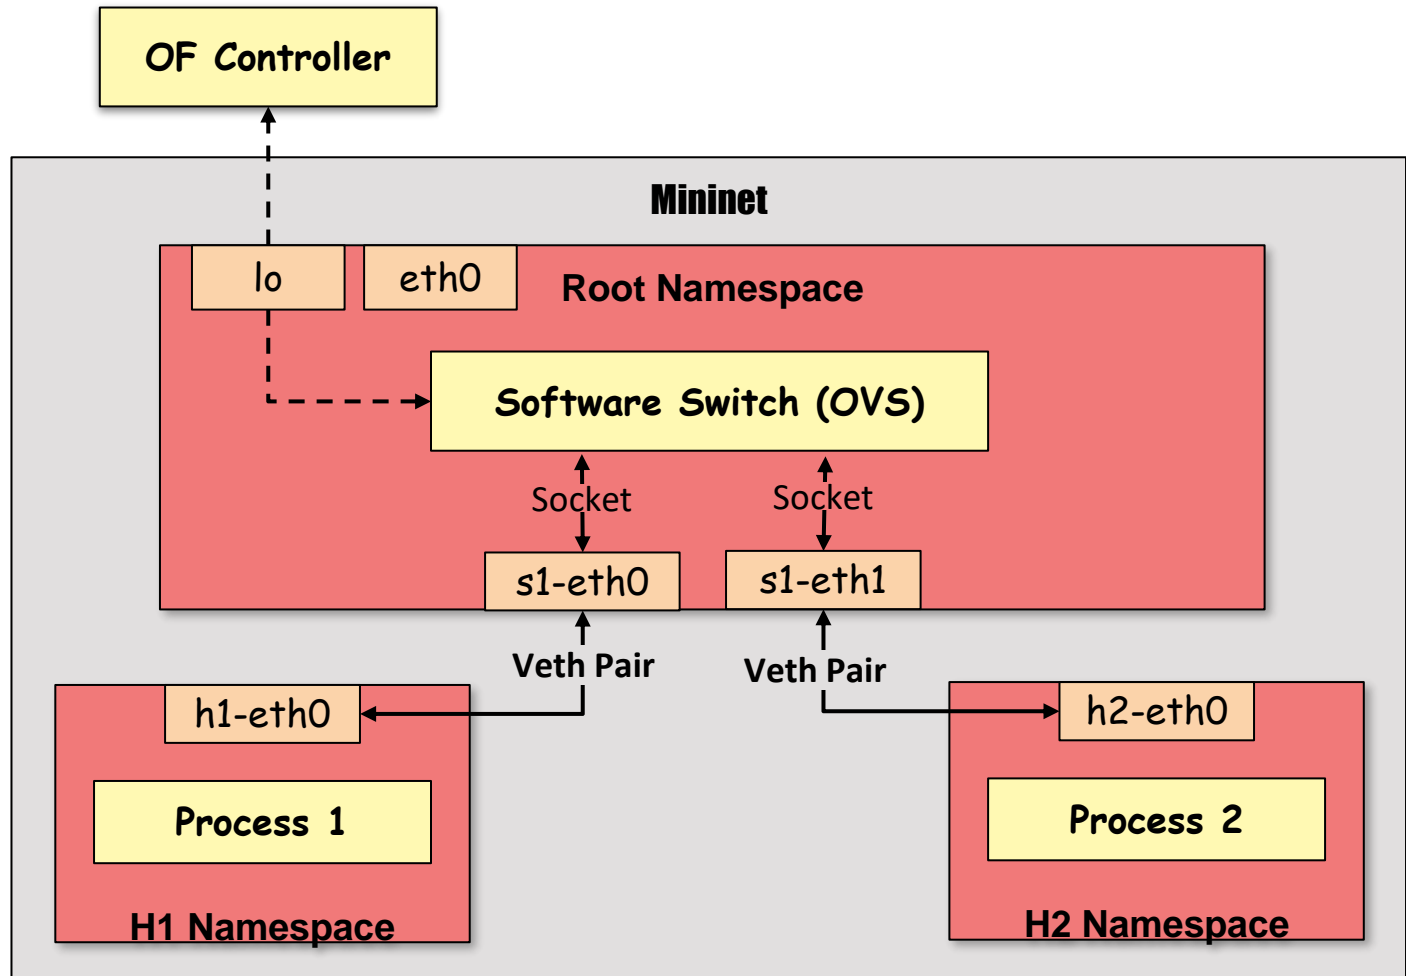 OF Controller
Mininet
lo
eth0
Root Namespace
Software Switch (OVS)
Socket
Socket
s1-eth0
s1-eth1
Veth Pair
Veth Pair
h1-eth0
h2-eth0
Process 1
Process 2
H1 Namespace
H2 Namespace